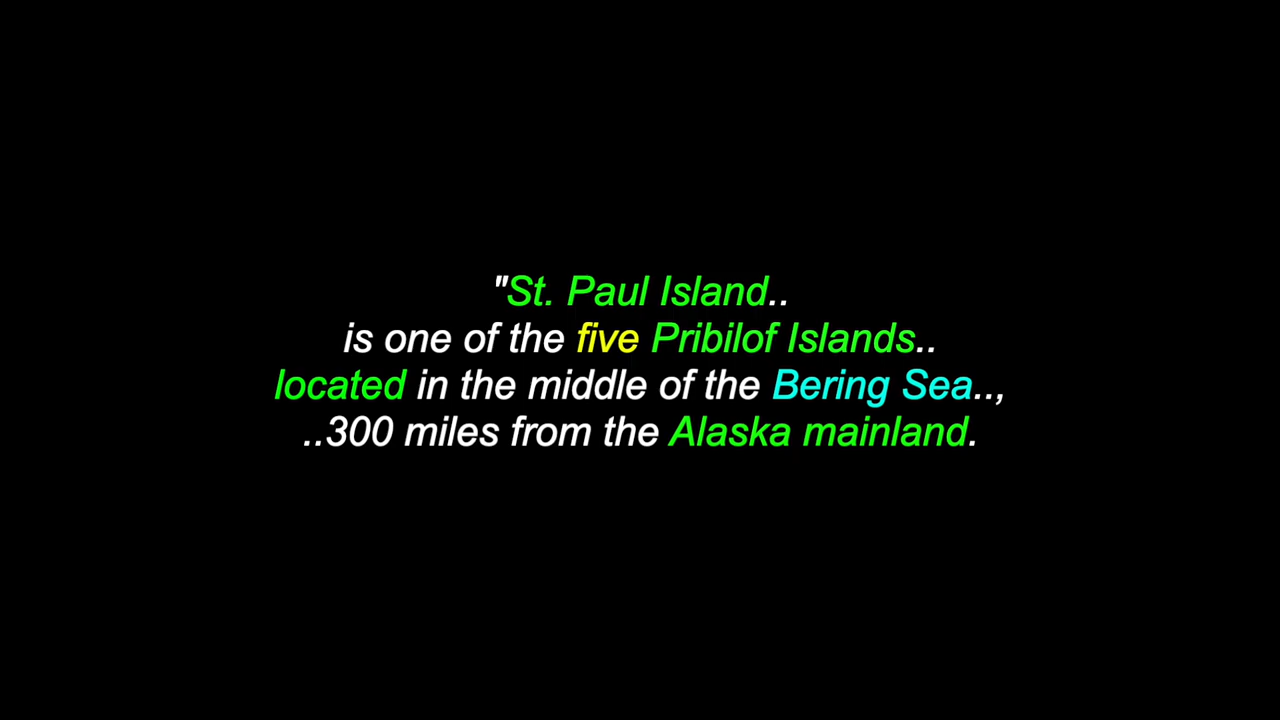 "St. Paul Island..
is one of the five Pribilof Islands..
located in the middle of the Bering Sea..,
..300 miles from the Alaska mainland.